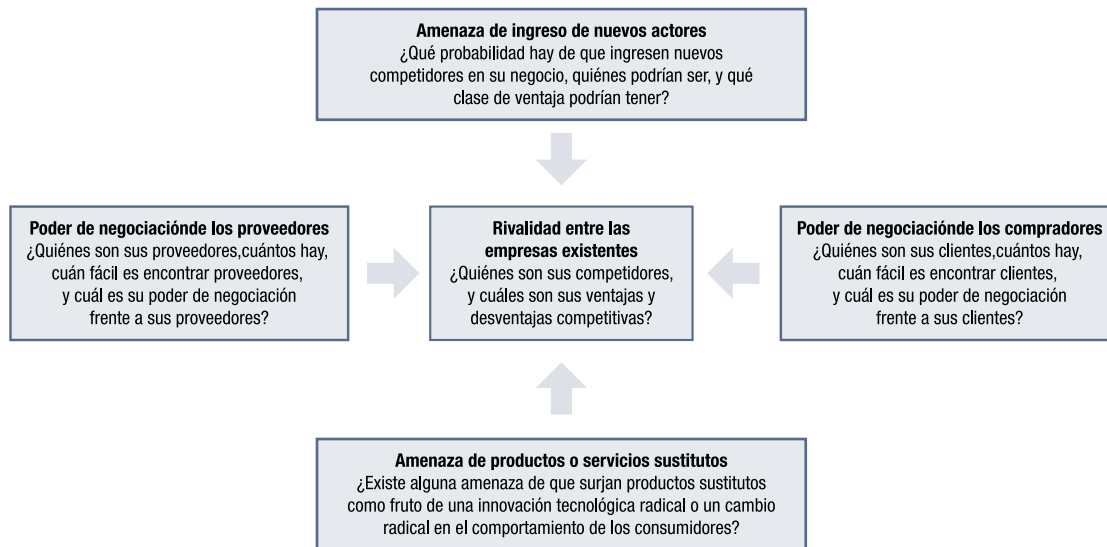 Amenaza de ingreso de nuevos actores
¿Qué probabilidad hay de que ingresen nuevos
competidores en su negocio, quiénes podrían ser, y qué
clase de ventaja podrían tener?
Poder de negociaciónde los proveedores
¿Quiénes son sus proveedores,cuántos hay,
cuán fácil es encontrar proveedores,
y cuál es su poder de negociación
frente a sus proveedores?
Rivalidad entre las
empresas existentes
¿Quiénes son sus competidores,
y cuáles son sus ventajas y
desventajas competitivas?
Poder de negociaciónde los compradores
¿Quiénes son sus clientes,cuántos hay,
cuán fácil es encontrar clientes,
y cuál es su poder de negociación
frente a sus clientes?
Amenaza de productos o servicios sustitutos
¿Existe alguna amenaza de que surjan productos sustitutos
como fruto de una innovación tecnológica radical o un cambio
radical en el comportamiento de los consumidores?